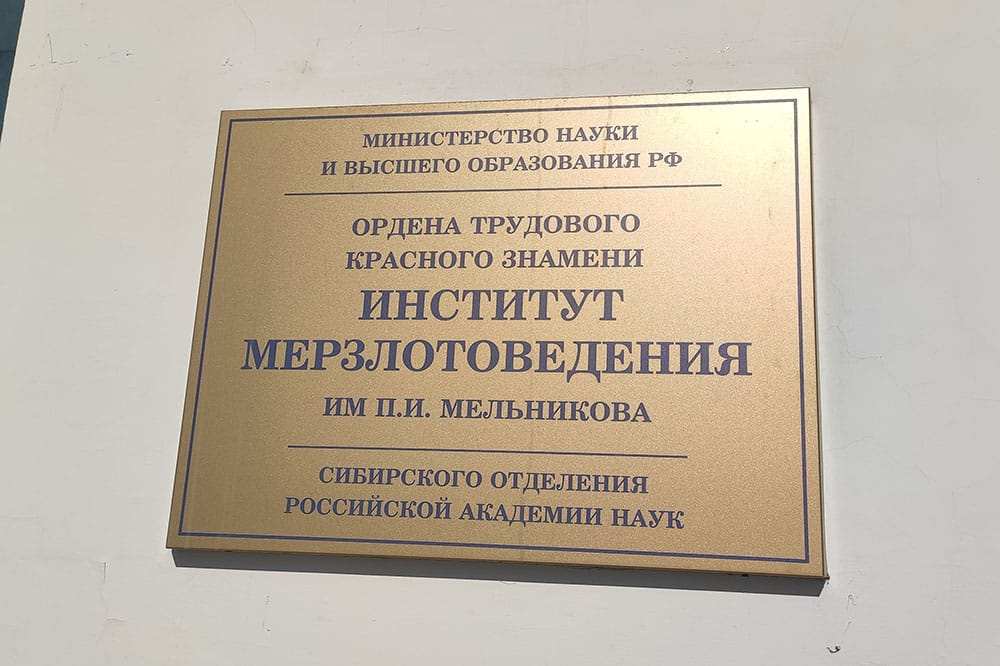 МИНИСТЕРСТВО НАУКИ
И ВЫСШЕГО ОБРАЗОВАНИЯ РФ
ОРДЕНА ТРУДОВОГО
КРАСНОГО ЗНАМЕНИ
ИНСТИТУТ
МЕРЗЛОТОВЕДЕНИЯ
ИМ П.И. МЕЛЬНИКОВА
СИБИРСКОГО ОТДЕЛЕНИЯ
РОССИЙСКОЙ АКАДЕМИИ НАУК